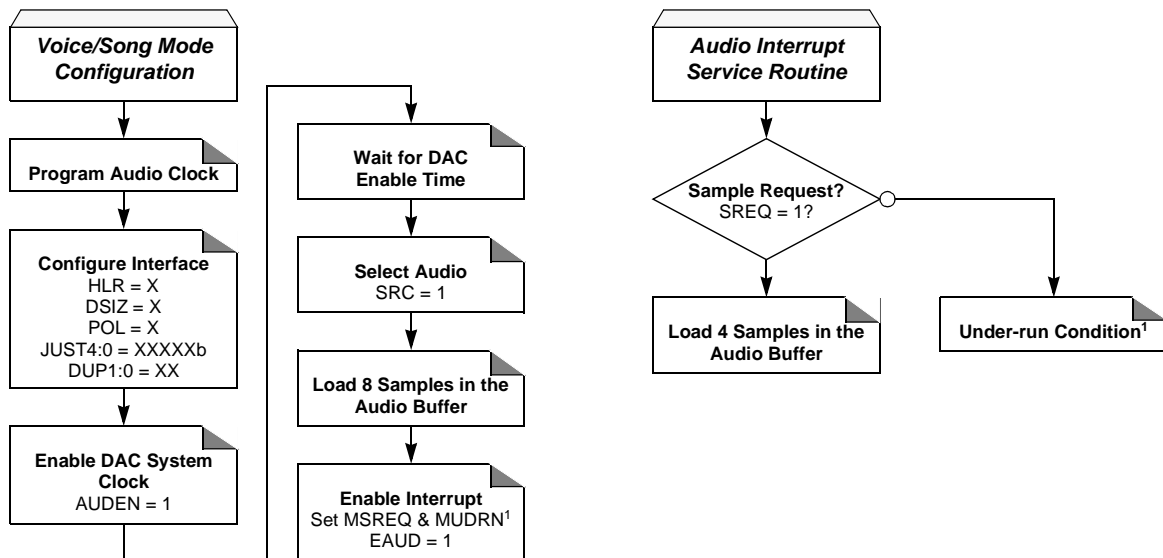 Voice/Song Mode
Configuration
Program Audio Clock
Configure Interface
HLR = X
DSIZ = X
POL = X
JUST4:0 = XXXXXb
DUP1:0 = XX
Enable DAC System
Clock
AUDEN = 1
Wait for DAC
Enable Time
Select Audio
SRC = 1
Load 8 Samples in the
Audio Buffer
Enable Interrupt
Set MSREQ & MUDRN1
EAUD = 1
Audio Interrupt
Service Routine
Sample Request?
SREQ = 1?
Load 4 Samples in the
Audio Buffer
Under-run Condition1